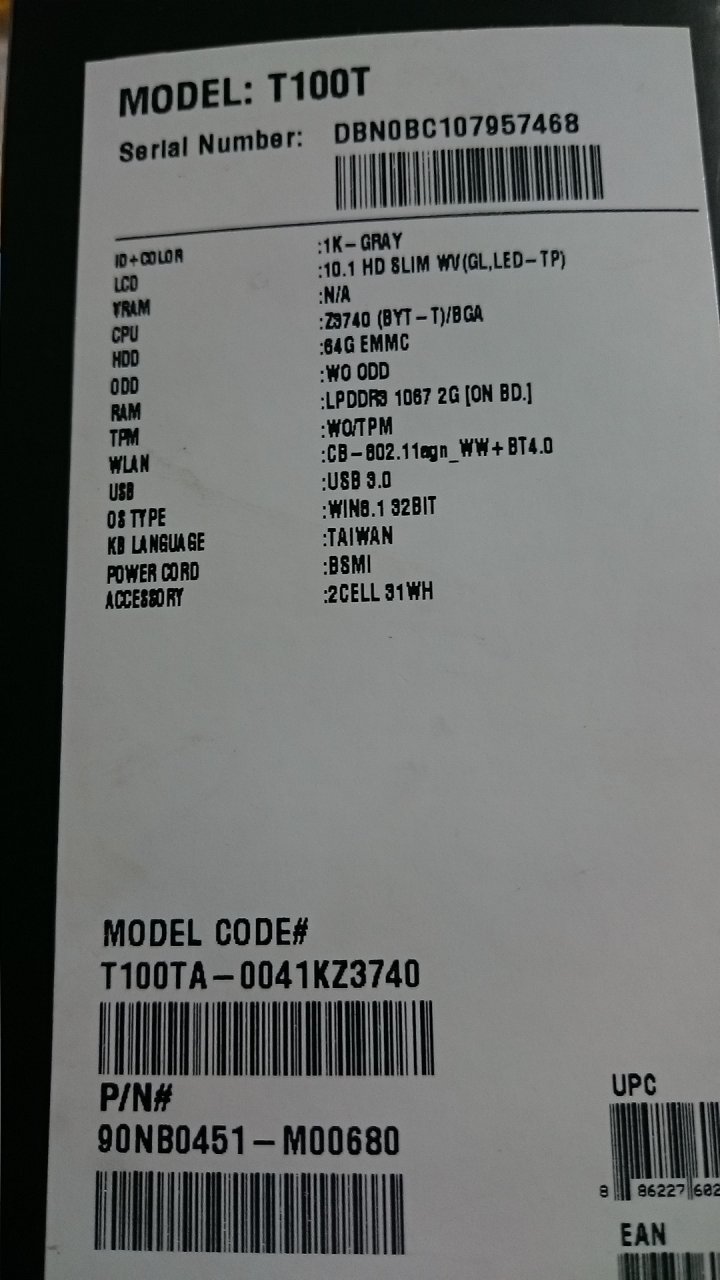 MODEL: T100T
Serial Number: DBN0BC107957468
ID+COLOR :1K-GRAY
LCD :10.1 HD SLIM WV(GL,LED-TP)
VRAM :N/A
CPU :Z3740 (BYT-T)/BGA
HDD :64G EMMC
ODD :WO ODD
RAM :LPDDR3 1067 2G [ON BD.]
TPM :WO/TPM
WLAN :CB-802.11agn_WW+BT4.0
USB :USB 3.0
OS TYPE :WIN8.1 32BIT
KB LANGUAGE :TAIWAN
POWER CORD :BSMI
ACCESSORY :2CELL 31WH
MODEL CODE#
T100TA-0041KZ3740
P/N#
90NB0451-M00680
UPC
8 86227 602
EAN